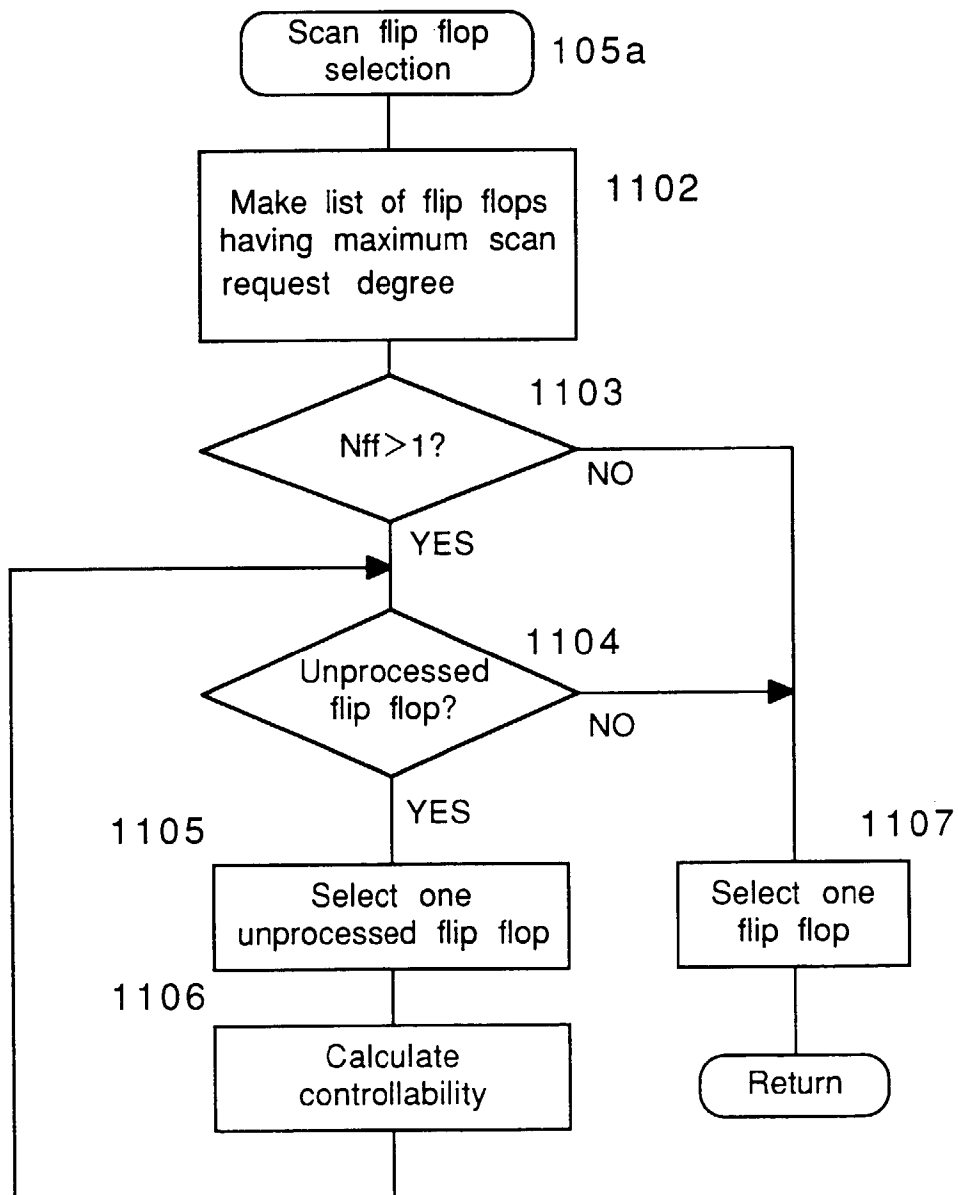 Scan flip flop
selection
105a
1102
Make list of flip flops
having maximum scan
request degree
1103
Nff>1?
NO
YES
1104
Unprocessed
flip flop?
NO
YES
1105
1107
Select one
unprocessed flip flop
Select one
flip flop
1106
Calculate
controllability
Return